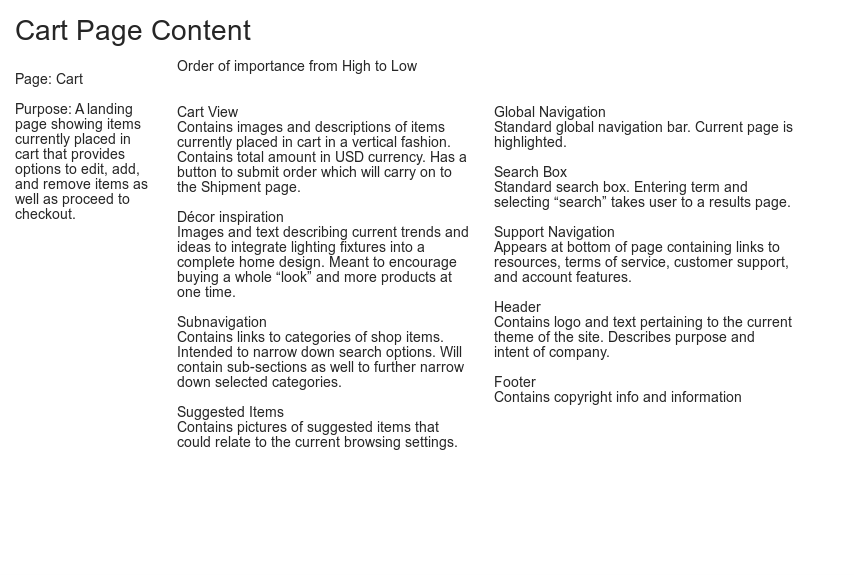 Cart Page Content
Page: Cart
Purpose: A landing
page showing items
currently placed in
cart that provides
options to edit, add,
and remove items as
well as proceed to
checkout.
Order of importance from High to Low
Cart View
Contains images and descriptions of items
currently placed in cart in a vertical fashion.
Contains total amount in USD currency. Has a
button to submit order which will carry on to
the Shipment page.
Décor inspiration
Images and text describing current trends and
ideas to integrate lighting fixtures into a
complete home design. Meant to encourage
buying a whole “look” and more products at
one time.
Subnavigation
Contains links to categories of shop items.
Intended to narrow down search options. Will
contain sub-sections as well to further narrow
down selected categories.
Suggested Items
Contains pictures of suggested items that
could relate to the current browsing settings.
Global Navigation
Standard global navigation bar. Current page is
highlighted.
Search Box
Standard search box. Entering term and
selecting “search” takes user to a results page.
Support Navigation
Appears at bottom of page containing links to
resources, terms of service, customer support,
and account features.
Header
Contains logo and text pertaining to the current
theme of the site. Describes purpose and
intent of company.
Footer
Contains copyright info and information